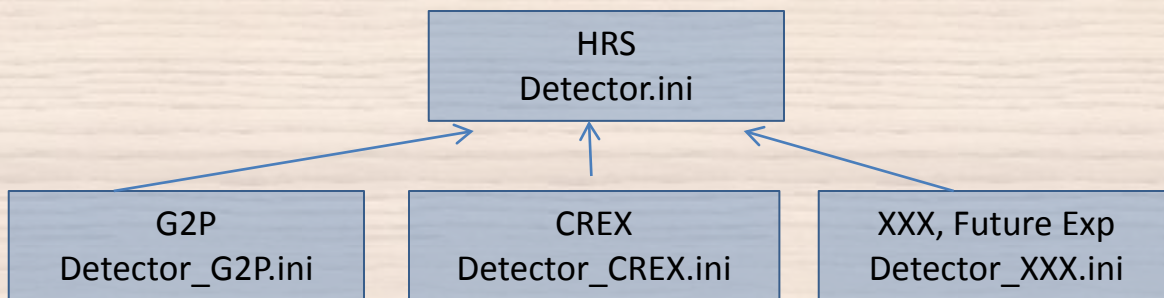 HRS
Detector.ini
G2P
Detector_G2P.ini
CREX
Detector_CREX.ini
XXX, Future Exp
Detector_XXX.ini